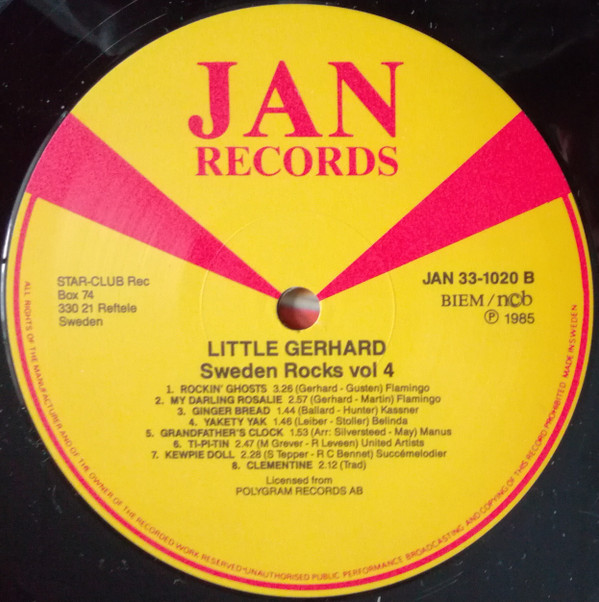 JAN
RECORDS
STAR-CLUB Rec
Box 74
330 21 Reftele
Sweden
JAN 33-1020 B
BIEM/ncb
Ⓟ 1985
LITTLE GERHARD
Sweden Rocks vol 4
1. ROCKIN' GHOSTS 3.26 (Gerhard - Gusten) Flamingo
2. MY DARLING ROSALIE 2.57 (Gerhard - Martin) Flamingo
3. GINGER BREAD 1.44 (Ballard - Hunter) Kassner
4. YAKETY YAK 1.46 (Leiber - Stoller) Belinda
5. GRANDFATHER'S CLOCK 1.53 (Arr: Silversteed - May) Manus
6. TI-PI-TIN 2.47 (M Grever - R Leveen) United Artists
7. KEWPIE DOLL 2.28 (S Tepper - R C Bennet) Succémelodier
8. CLEMENTINE 2.12 (Trad)
Licensed from
POLYGRAM RECORDS AB
ALL RIGHTS OF THE MANUFACTURER AND OF THE OWNER OF THE RECORDED WORK RESERVED•UNAUTHORISED PUBLIC PERFORMANCE BROADCASTING AND COPYING OF THIS RECORD PROHIBITED MADE IN SWEDEN